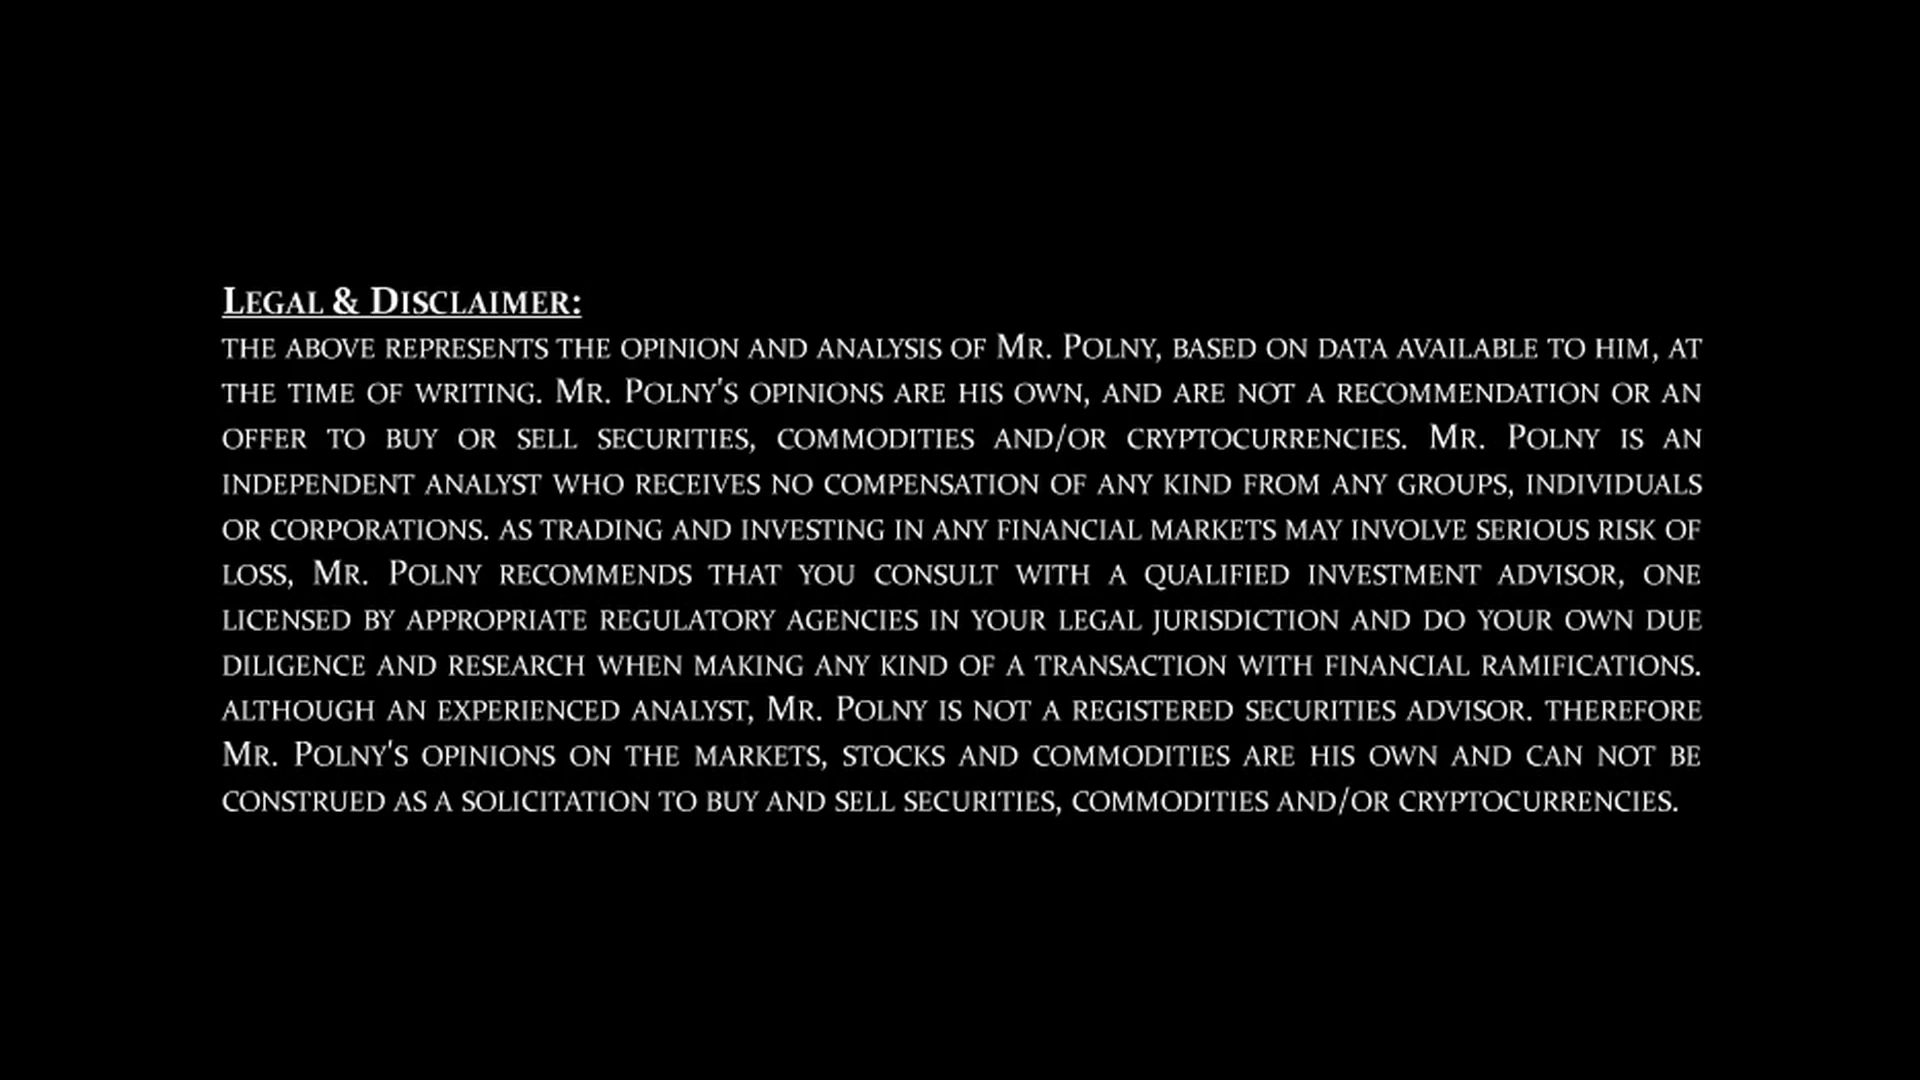 Legal & Disclaimer:
the above represents the opinion and analysis of Mr. Polny, based on data available to him, at
the time of writing. Mr. Polny's opinions are his own, and are not a recommendation or an
offer to buy or sell securities, commodities and/or cryptocurrencies. Mr. Polny is an
independent analyst who receives no compensation of any kind from any groups, individuals
or corporations. as trading and investing in any financial markets may involve serious risk of
loss, Mr. Polny recommends that you consult with a qualified investment advisor, one
licensed by appropriate regulatory agencies in your legal jurisdiction and do your own due
diligence and research when making any kind of a transaction with financial ramifications.
although an experienced analyst, Mr. Polny is not a registered securities advisor. therefore
Mr. Polny's opinions on the markets, stocks and commodities are his own and can not be
construed as a solicitation to buy and sell securities, commodities and/or cryptocurrencies.